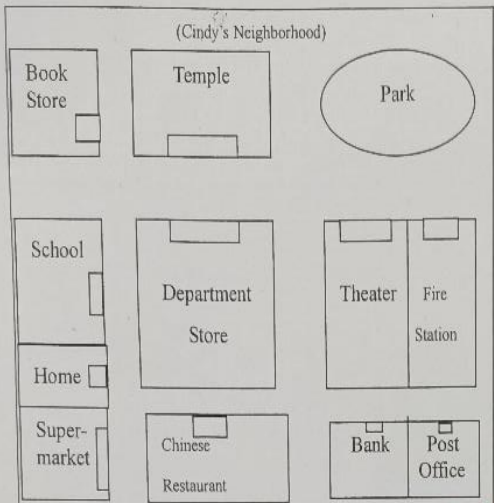 (Cindy's Neighborhood)
Book
Store
Temple
Park
School
Department
Store
Theater
Fire
Station
Home
Super-
market
Chinese
Restaurant
Bank
Post
Office